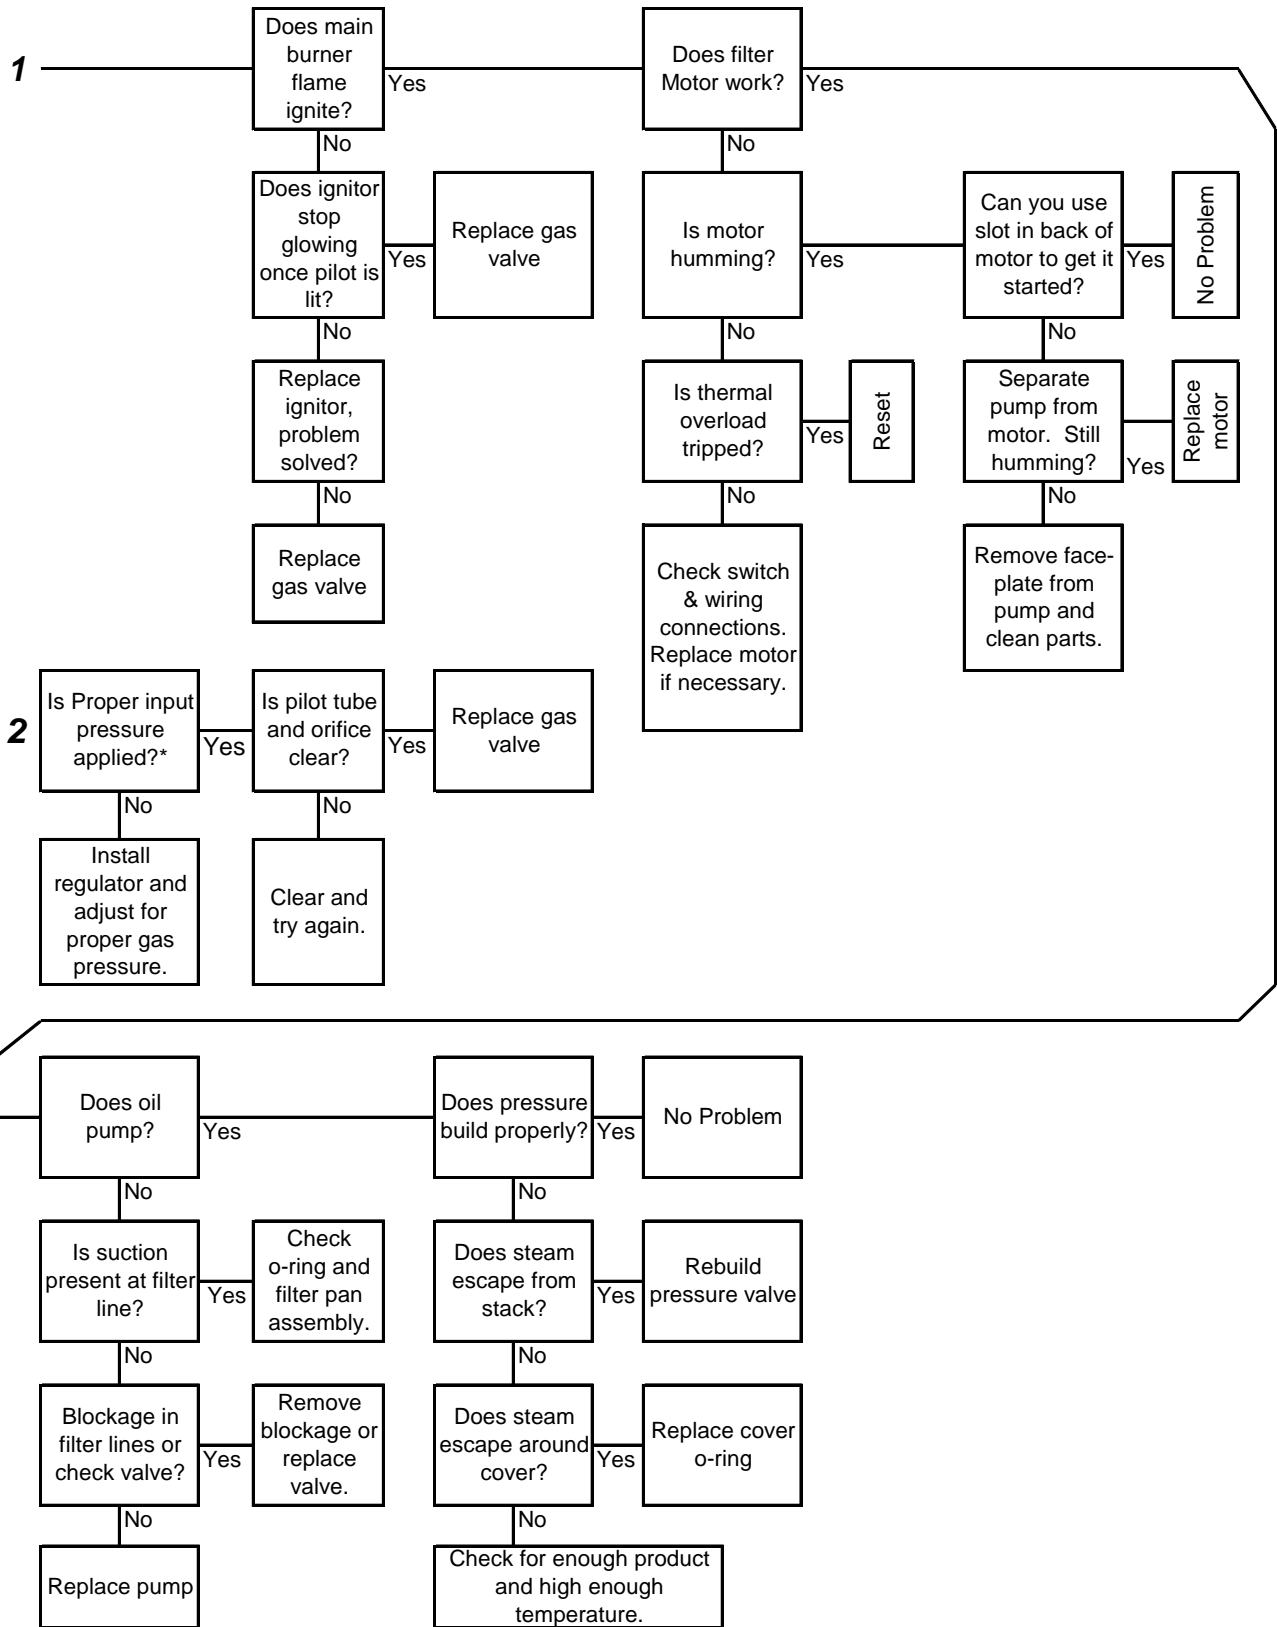 1
Does main
burner
flame
ignite?
Yes
No
Does filter
Motor work?
Yes
No
Does ignitor
stop
glowing
once pilot is
lit?
Yes
No
Replace gas
valve
Is motor
humming?
Yes
No
Can you use
slot in back of
motor to get it
started?
Yes
No
No Problem
Replace
ignitor,
problem
solved?
No
Is thermal
overload
tripped?
Yes
No
Reset
Separate
pump from
motor.  Still
humming?
Yes
No
Replace
motor
Replace
gas valve
Check switch
& wiring
connections.
Replace motor
if necessary.
Remove face-
plate from
pump and
clean parts.
2
Is Proper input
pressure
applied?*
Yes
No
Is pilot tube
and orifice
clear?
Yes
No
Replace gas
valve
Install
regulator and
adjust for
proper gas
pressure.
Clear and
try again.
Does oil
pump?
Yes
No
Does pressure
build properly?
Yes
No
No Problem
Is suction
present at filter
line?
Yes
No
Check
o-ring and
filter pan
assembly.
Does steam
escape from
stack?
Yes
No
Rebuild
pressure valve
Blockage in
filter lines or
check valve?
Yes
No
Remove
blockage or
replace
valve.
Does steam
escape around
cover?
Yes
No
Replace cover
o-ring
Replace pump
Check for enough product
and high enough
temperature.